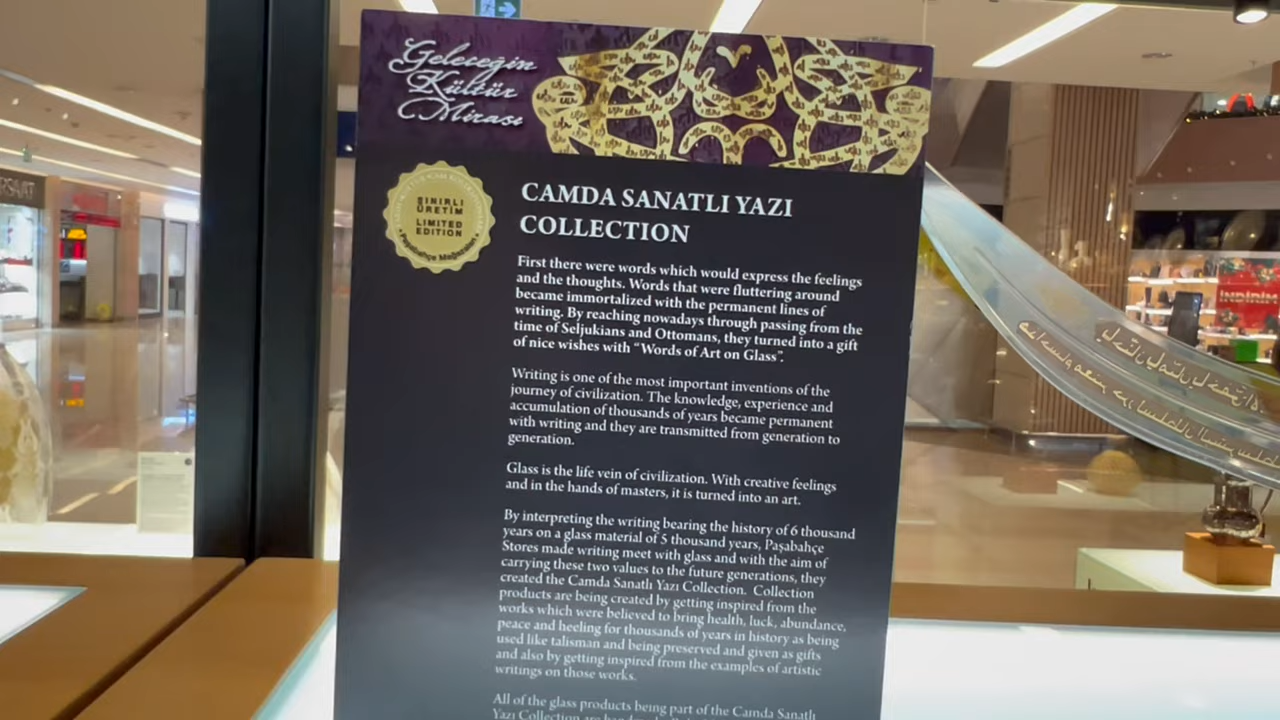 Geleceğin
Kültür
Mirası
SINIRLI
ÜRETİM
LIMITED
EDITION
Paşabahçe Mağazaları
CAMDA SANATLI YAZI
COLLECTION
First there were words which would express the feelings
and the thoughts. Words that were fluttering around
became immortalized with the permanent lines of
writing. By reaching nowadays through passing from the
time of Seljukians and Ottomans, they turned into a gift
of nice wishes with “Words of Art on Glass”.
Writing is one of the most important inventions of the
journey of civilization. The knowledge, experience and
accumulation of thousands of years became permanent
with writing and they are transmitted from generation to
generation.
Glass is the life vein of civilization. With creative feelings
and in the hands of masters, it is turned into an art.
By interpreting the writing bearing the history of 6 thousand
years on a glass material of 5 thousand years, Paşabahçe
Stores made writing meet with glass and with the aim of
carrying these two values to the future generations, they
created the Camda Sanatlı Yazı Collection. Collection
products are being created by getting inspired from the
works which were believed to bring health, luck, abundance,
peace and heeling for thousands of years in history as being
used like talisman and being preserved and given as gifts
and also by getting inspired from the examples of artistic
writings on those works.
All of the glass products being part of the Camda Sanatlı
Yazı Collection are
İNDİRİM